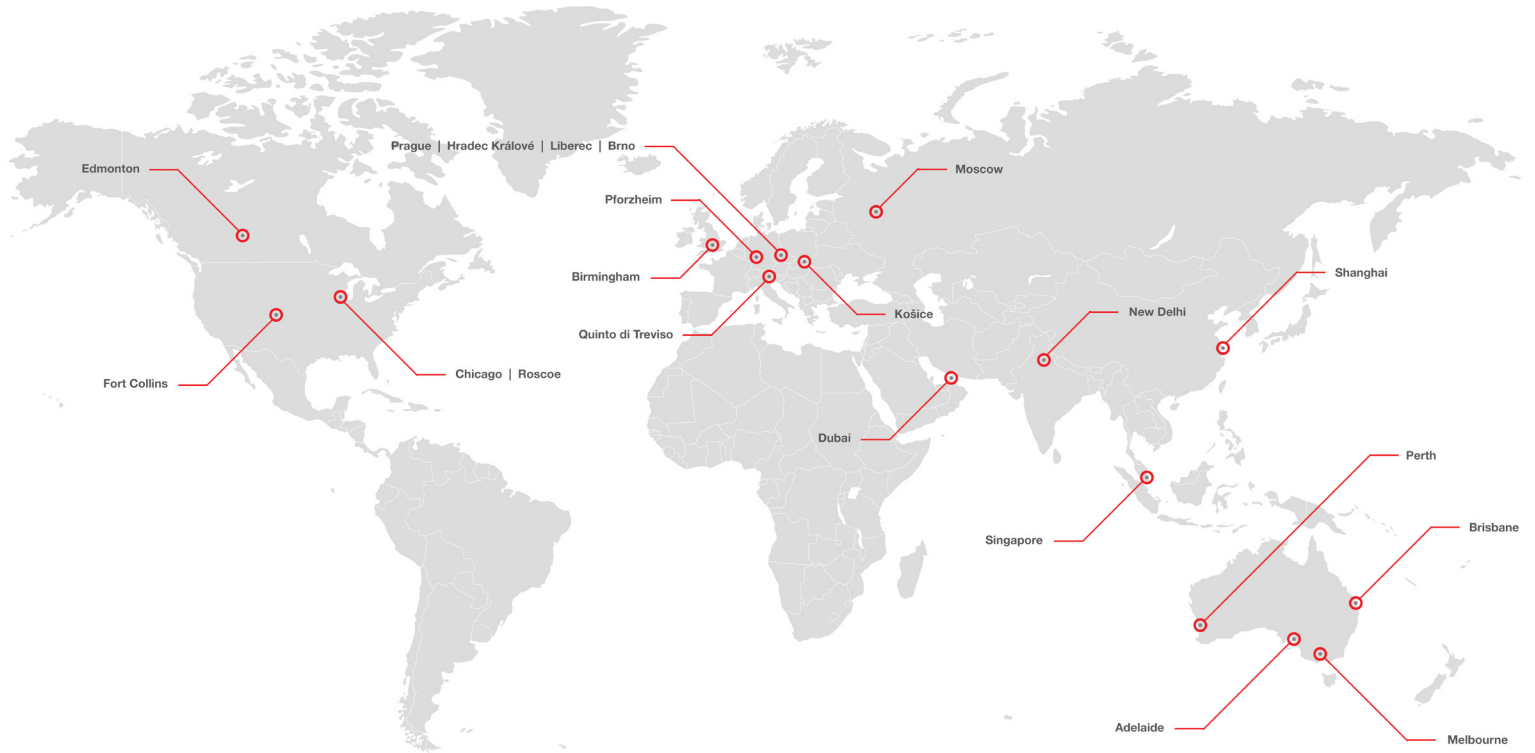 Prague | Hradec Králové | Liberec | Brno
Edmonton
Moscow
Pforzheim
Birmingham
Shanghai
New Delhi
Košice
Quinto di Treviso
Chicago | Roscoe
Fort Collins
Dubai
Perth
Brisbane
Singapore
Adelaide
Melbourne